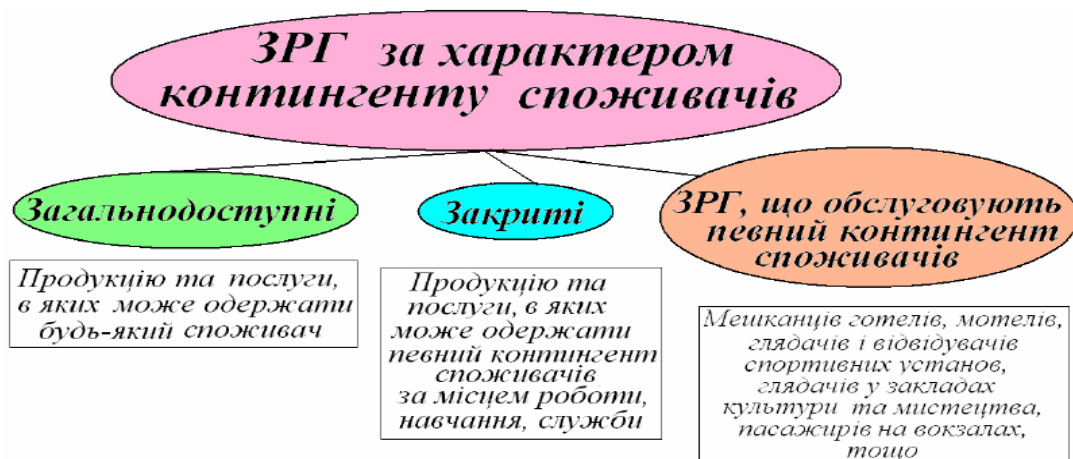 ЗРГ за характером
контингенту споживачів
Загальнодоступні
Продукцію та послуги,
в яких може одержати
будь-який споживач
Закриті
Продукцію та
послуги, в яких
може одержати
певний контингент
споживачів
за місцем роботи,
навчання, служби
ЗРГ, що обслуговують
певний контингент
споживачів
Мешканців готелів, мотелів,
глядачів і відвідувачів
спортивних установ,
глядачів у закладах
культури та мистецтва,
пасажирів на вокзалах,
тощо